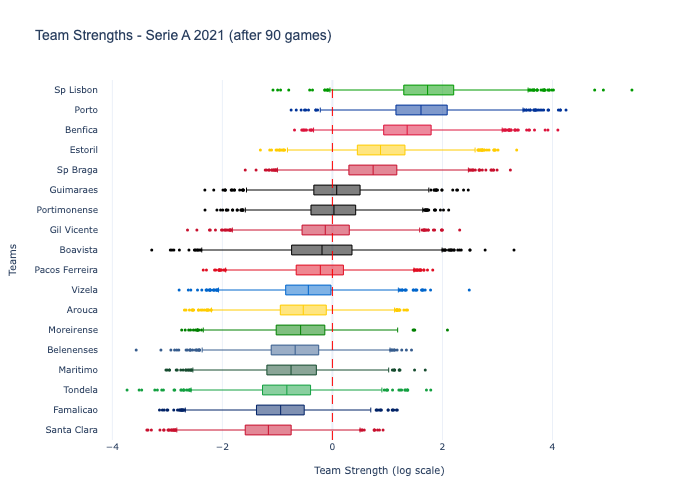 Team Strengths - Serie A 2021 (after 90 games)
Sp Lisbon
Porto
Benfica
Estoril
Sp Braga
Guimaraes
Portimonense
Gil Vicente
Boavista
Pacos Ferreira
Vizela
Arouca
Moreirense
Belenenses
Maritimo
Tondela
Famalicao
Santa Clara
Teams
−4 −2 0 2 4
Team Strength (log scale)